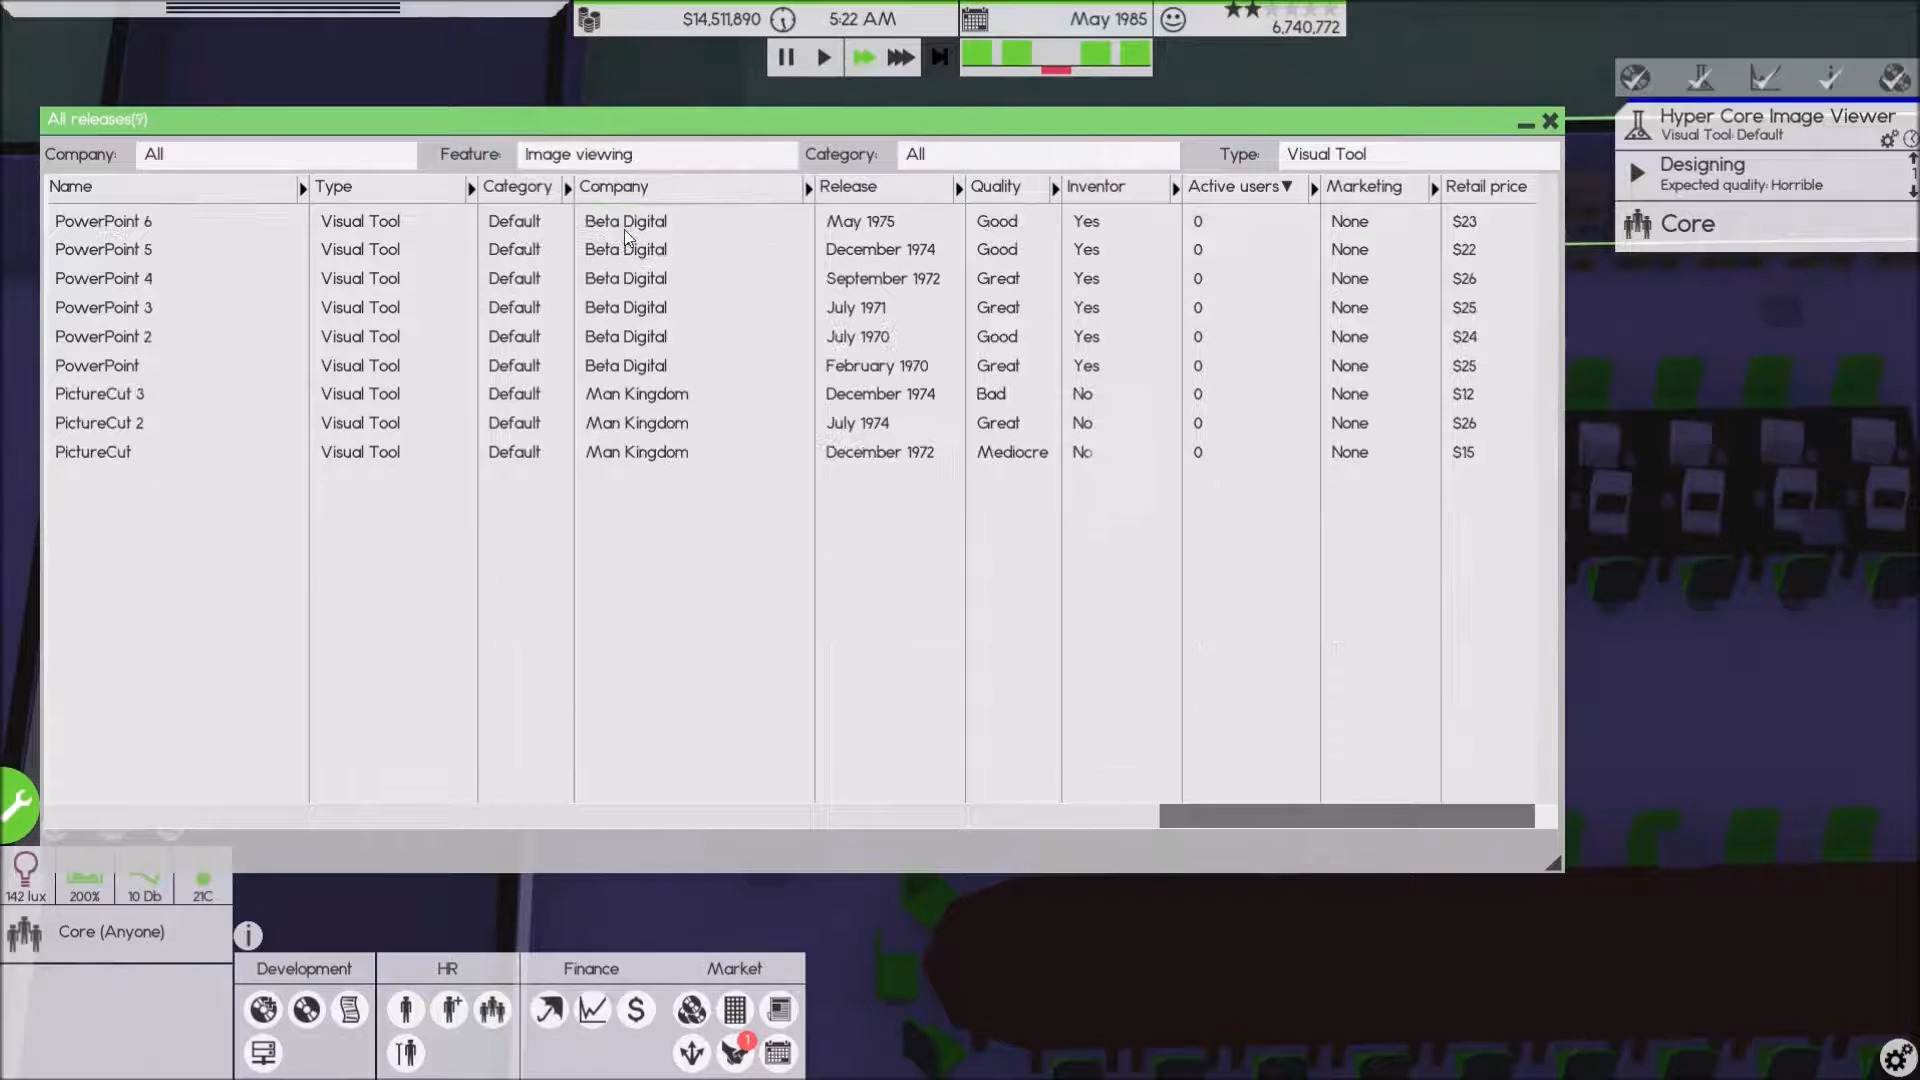 $14,511,890 5:22 AM May 1985 6,740,772
All releases(9)
Company: All Feature: Image viewing Category: All Type: Visual Tool
Name Type Category Company Release Quality Inventor Active users▼ Marketing Retail price
PowerPoint 6 Visual Tool Default Beta Digital May 1975 Good Yes 0 None $23
PowerPoint 5 Visual Tool Default Beta Digital December 1974 Good Yes 0 None $22
PowerPoint 4 Visual Tool Default Beta Digital September 1972 Great Yes 0 None $26
PowerPoint 3 Visual Tool Default Beta Digital July 1971 Great Yes 0 None $25
PowerPoint 2 Visual Tool Default Beta Digital July 1970 Good Yes 0 None $24
PowerPoint Visual Tool Default Beta Digital February 1970 Great Yes 0 None $25
PictureCut 3 Visual Tool Default Man Kingdom December 1974 Bad No 0 None $12
PictureCut 2 Visual Tool Default Man Kingdom July 1974 Great No 0 None $26
PictureCut Visual Tool Default Man Kingdom December 1972 Mediocre No 0 None $15
Hyper Core Image Viewer
Visual Tool: Default
Designing
Expected quality: Horrible
1
Core
142 lux 200% 10 Db 21C
Core (Anyone)
Development HR Finance Market
1